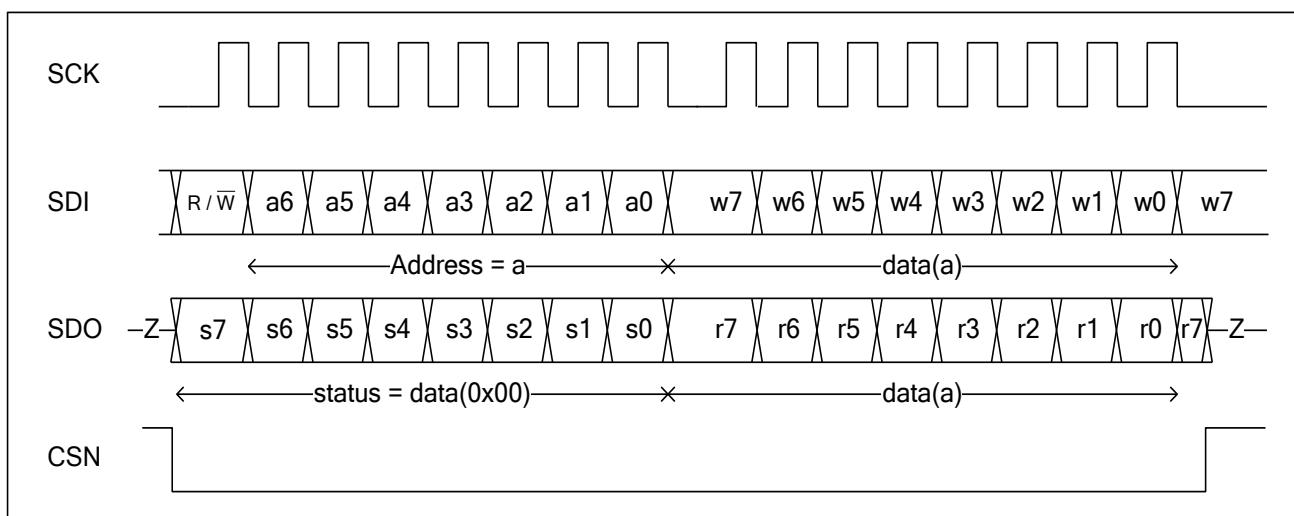 SCK
SDI R / W̅ a6 a5 a4 a3 a2 a1 a0 w7 w6 w5 w4 w3 w2 w1 w0 w7
Address = a data(a)
SDO Z s7 s6 s5 s4 s3 s2 s1 s0 r7 r6 r5 r4 r3 r2 r1 r0 r7 Z
status = data(0x00) data(a)
CSN